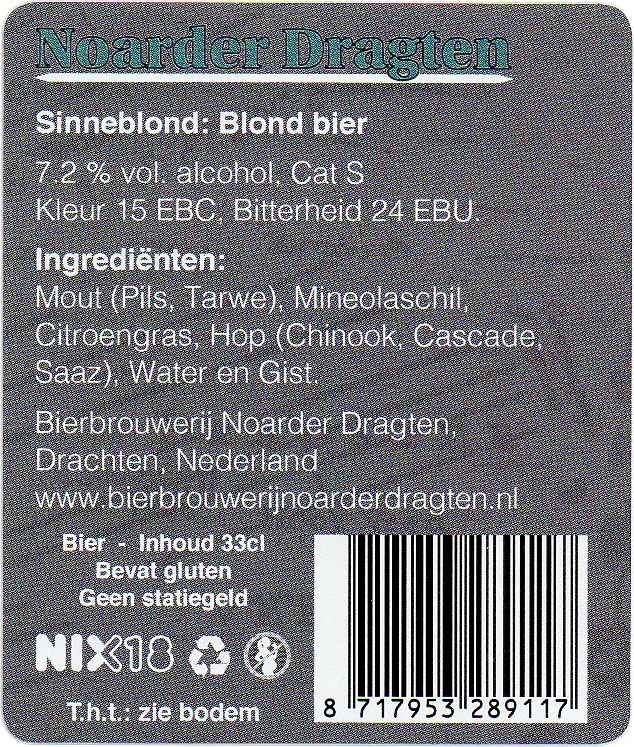 Noarder Dragten
Sinneblond: Blond bier
7.2 % vol. alcohol, Cat S
Kleur 15 EBC, Bitterheid 24 EBU.
Ingrediënten:
Mout (Pils, Tarwe), Mineolaschil,
Citroengras, Hop (Chinook, Cascade,
Saaz), Water en Gist.
Bierbrouwerij Noarder Dragten,
Drachten, Nederland
www.bierbrouwerijnoarderdragten.nl
Bier - Inhoud 33cl
Bevat gluten
Geen statiegeld
NIX18
T.h.t.: zie bodem
8 717953 289117